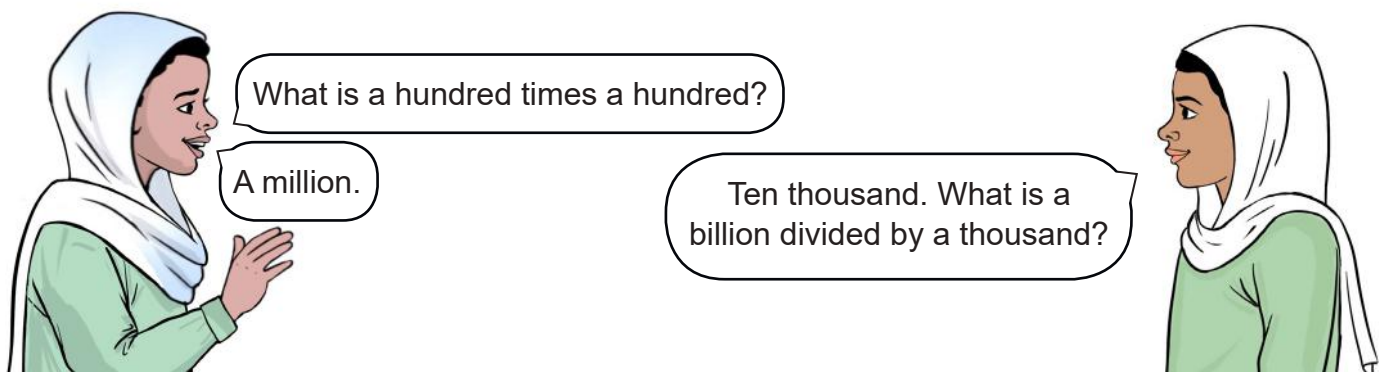 What is a hundred times a hundred?
Ten thousand. What is a
billion divided by a thousand?
A million.